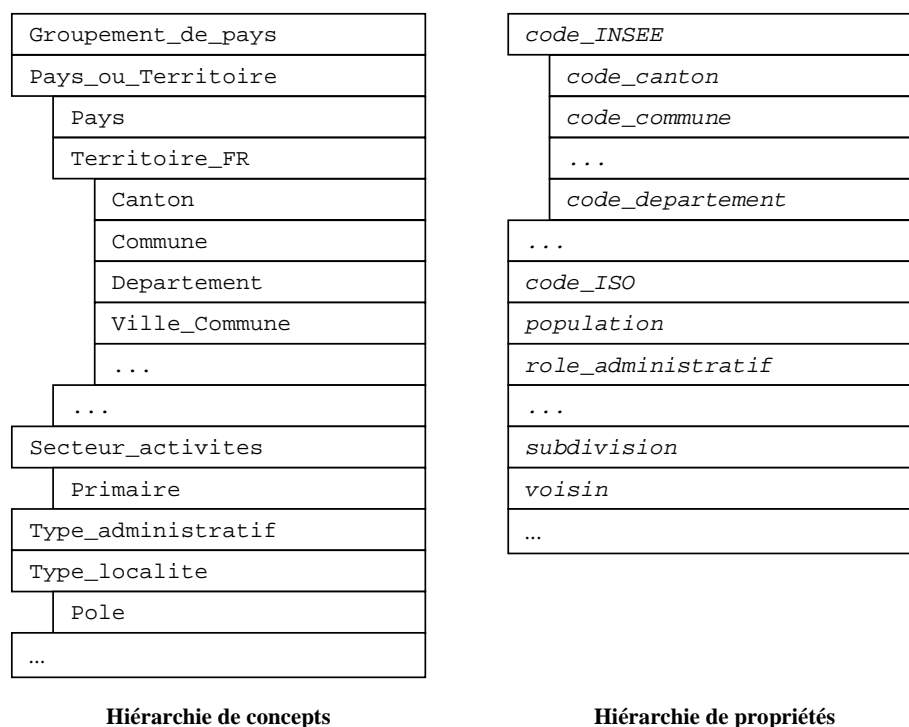 Groupement_de_pays
Pays_ou_Territoire
Pays
Territoire_FR
Canton
Commune
Departement
Ville_Commune
...
...
Secteur_activites
Primaire
Type_administratif
Type_localite
Pole
...
Hiérarchie de concepts
code_INSEE
code_canton
code_commune
...
code_departement
...
code_ISO
population
role_administratif
...
subdivision
voisin
...
Hiérarchie de propriétés